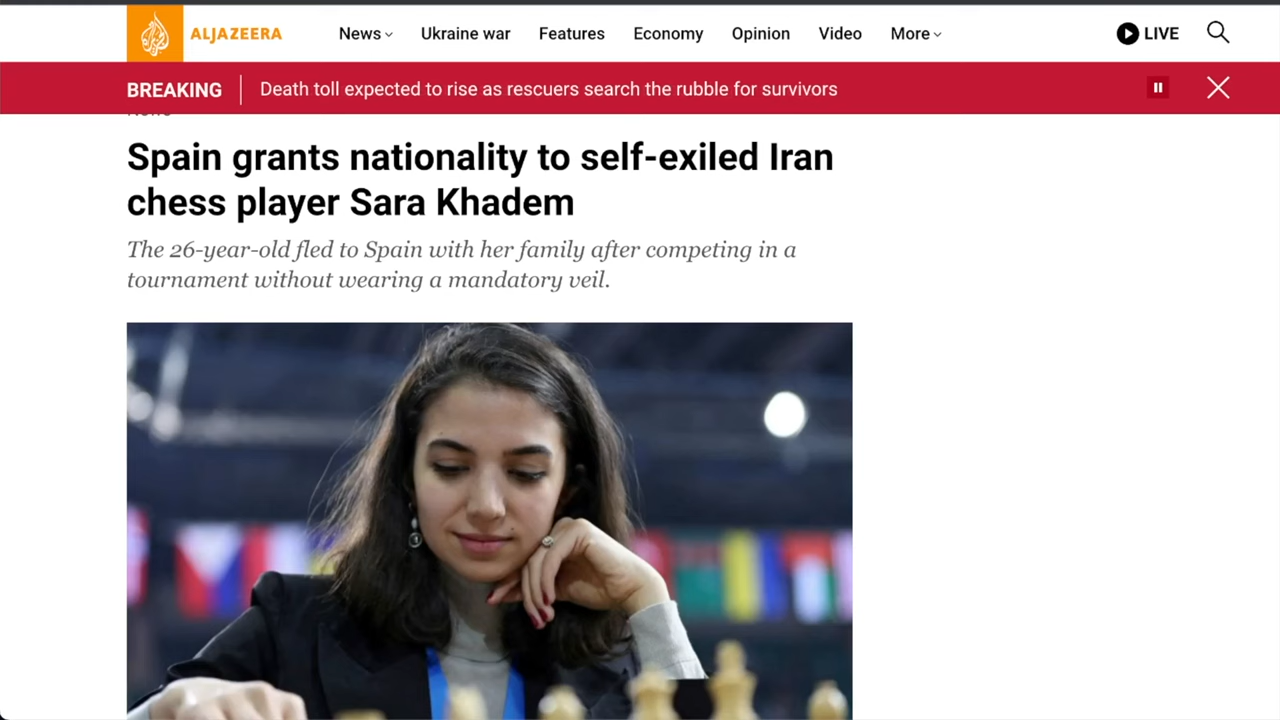 ALJAZEERA
News
Ukraine war
Features
Economy
Opinion
Video
More
LIVE
BREAKING
Death toll expected to rise as rescuers search the rubble for survivors
Spain grants nationality to self-exiled Iran
chess player Sara Khadem
The 26-year-old fled to Spain with her family after competing in a
tournament without wearing a mandatory veil.